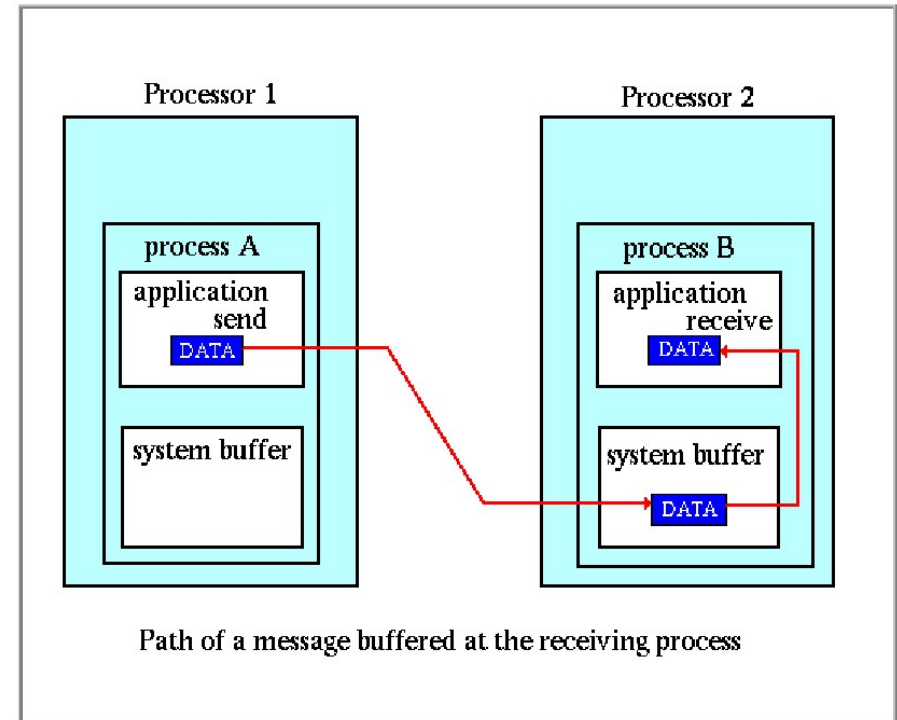 Processor 1
Processor 2
process A
application
send
DATA
system buffer
process B
application
receive
DATA
system buffer
DATA
Path of a message buffered at the receiving process